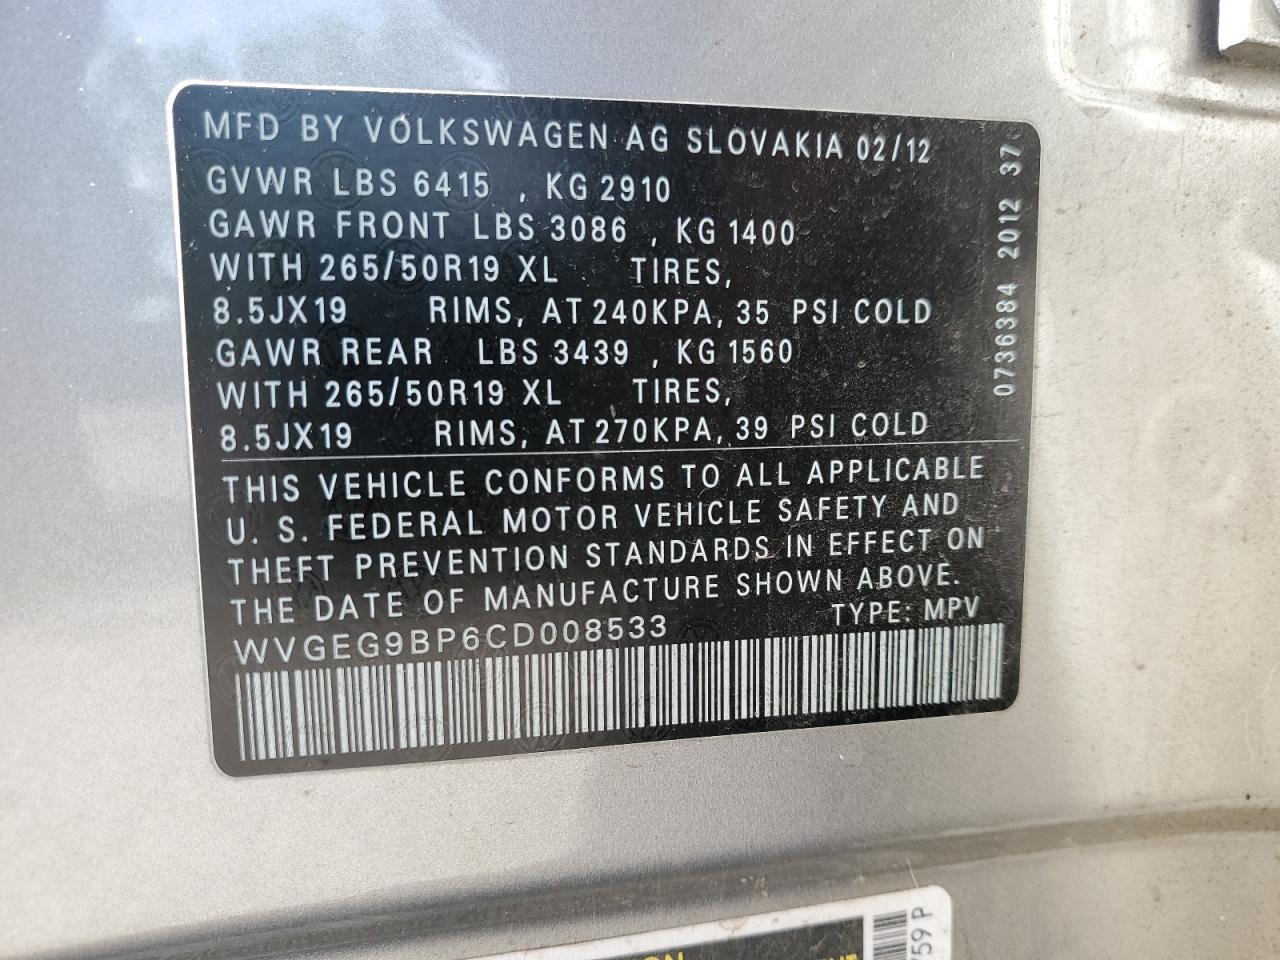 MFD BY VOLKSWAGEN AG SLOVAKIA 02/12
GVWR LBS 6415 , KG 2910
GAWR FRONT LBS 3086 , KG 1400
WITH 265/50R19 XL TIRES,
8.5JX19 RIMS, AT 240KPA, 35 PSI COLD
GAWR REAR LBS 3439 , KG 1560
WITH 265/50R19 XL TIRES,
8.5JX19 RIMS, AT 270KPA, 39 PSI COLD
0736384 2012 37
THIS VEHICLE CONFORMS TO ALL APPLICABLE
U. S. FEDERAL MOTOR VEHICLE SAFETY AND
THEFT PREVENTION STANDARDS IN EFFECT ON
THE DATE OF MANUFACTURE SHOWN ABOVE.
WVGEG9BP6CD008533 TYPE: MPV